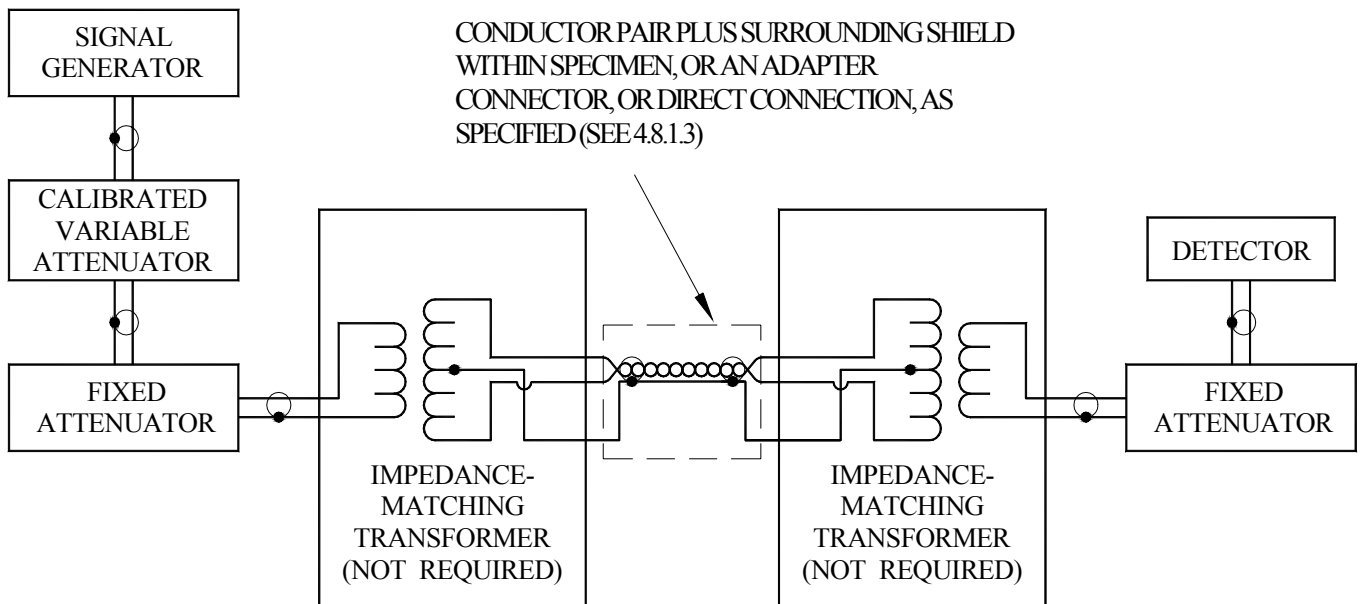 SIGNAL
GENERATOR
CONDUCTOR PAIR PLUS SURROUNDING SHIELD
WITHIN SPECIMEN, OR AN ADAPTER
CONNECTOR, OR DIRECT CONNECTION, AS
SPECIFIED (SEE 4.8.1.3)
CALIBRATED
VARIABLE
ATTENUATOR
DETECTOR
FIXED
ATTENUATOR
FIXED
ATTENUATOR
IMPEDANCE-
MATCHING
TRANSFORMER
(NOT REQUIRED)
IMPEDANCE-
MATCHING
TRANSFORMER
(NOT REQUIRED)